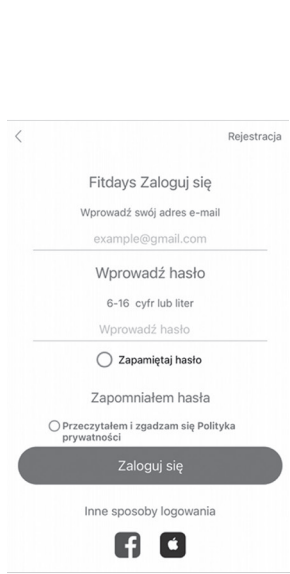 Rejestracja
Fitdays Zaloguj się
Wprowadź swój adres e-mail
example@gmail.com
Wprowadź hasło
6-16 cyfr lub liter
Wprowadź hasło
Zapamiętaj hasło
Zapomniałem hasła
Przeczytałem i zgadzam się Polityka
prywatności
Zaloguj się
Inne sposoby logowania